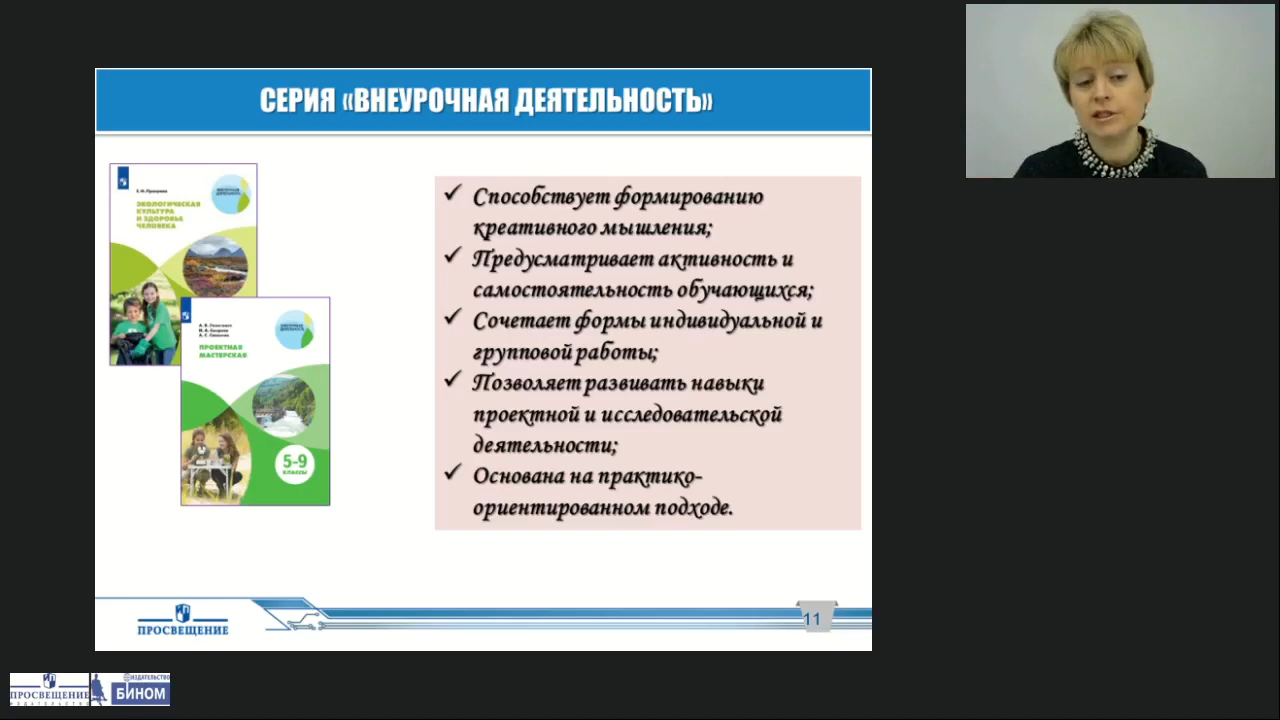 СЕРИЯ «ВНЕУРОЧНАЯ ДЕЯТЕЛЬНОСТЬ»
ЭКОЛОГИЧЕСКАЯ
КУЛЬТУРА
И ЗДОРОВЬЕ
ЧЕЛОВЕКА
ПРОЕКТНАЯ
МАСТЕРСКАЯ
5-9
КЛАССЫ
Способствует формированию
креативного мышления;
Предусматривает активность и
самостоятельность обучающихся;
Сочетает формы индивидуальной и
групповой работы;
Позволяет развивать навыки
проектной и исследовательской
деятельности;
Основана на практико-
ориентированном подходе.
ПРОСВЕЩЕНИЕ
11
ПРОСВЕЩЕНИЕ
ИЗДАТЕЛЬСТВО
ИЗДАТЕЛЬСТВО
БИНОМ